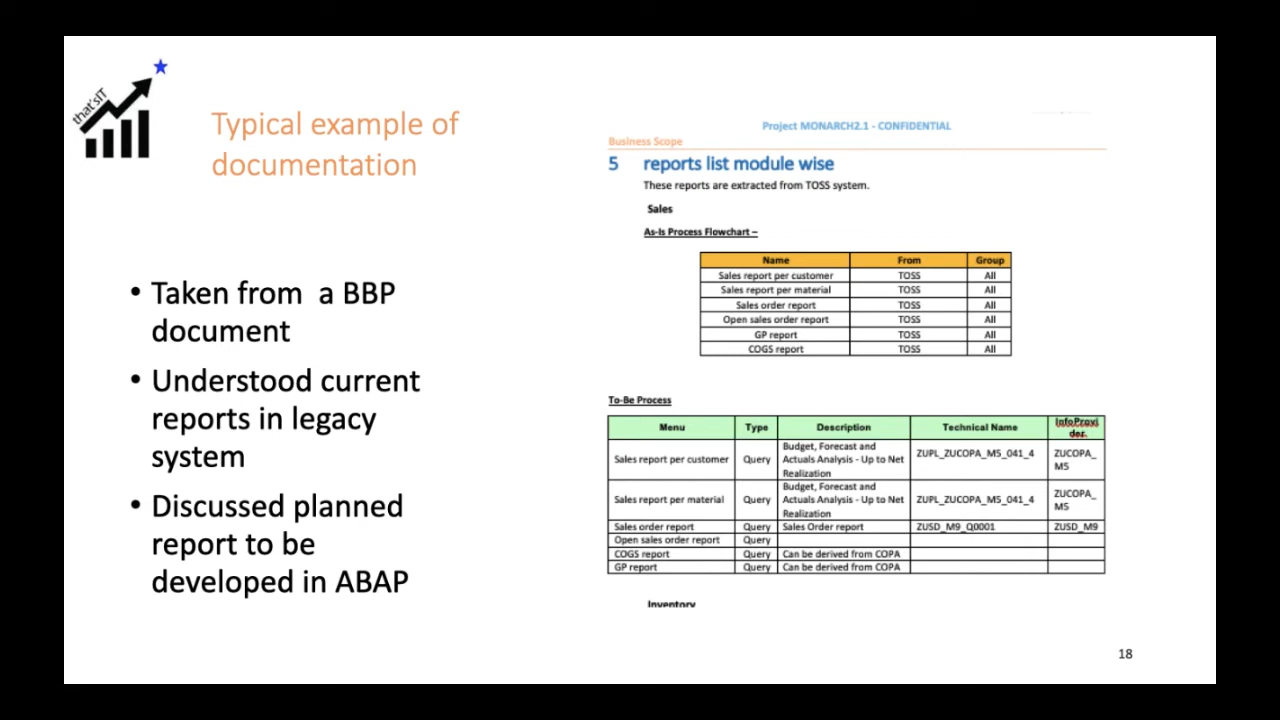 that'sIT
Typical example of
documentation
• Taken from a BBP
document
• Understood current
reports in legacy
system
• Discussed planned
report to be
developed in ABAP
Project MONARCH2.1 - CONFIDENTIAL
Business Scope
5 reports list module wise
These reports are extracted from TOSS system.
Sales
As-Is Process Flowchart –
Name From Group
Sales report per customer TOSS All
Sales report per material TOSS All
Sales order report TOSS All
Open sales order report TOSS All
GP report TOSS All
COGS report TOSS All
To-Be Process
Menu Type Description Technical Name InfoProvi
der
Sales report per customer Query Budget, Forecast and
Actuals Analysis - Up to Net
Realization ZUPL_ZUCOPA_M5_041_4 ZUCOPA_
M5
Sales report per material Query Budget, Forecast and
Actuals Analysis - Up to Net
Realization ZUPL_ZUCOPA_M5_041_4 ZUCOPA_
M5
Sales order report Query Sales Order report ZUSD_M9_Q0001 ZUSD_M9
Open sales order report Query
COGS report Query Can be derived from COPA
GP report Query Can be derived from COPA
Inventory
18